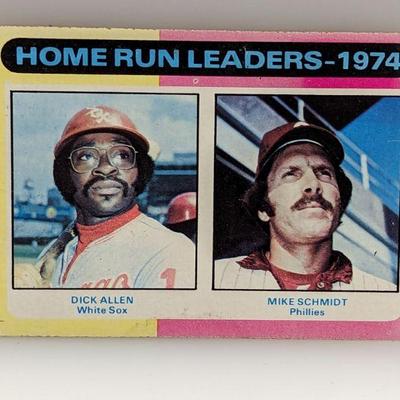 HOME RUN LEADERS-1974
DICK ALLEN
White Sox
MIKE SCHMIDT
Phillies